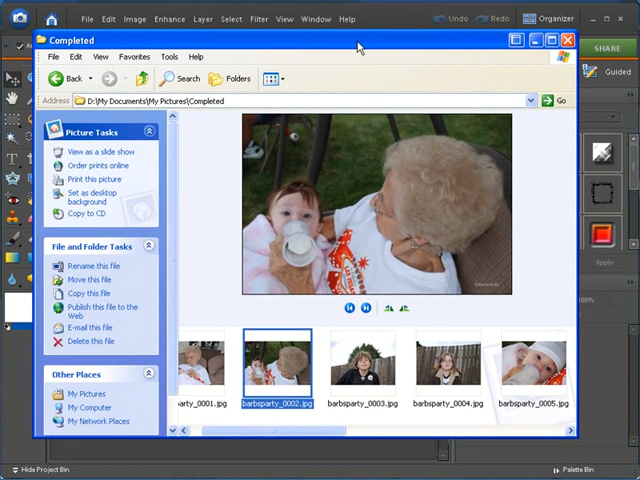 File Edit Image Enhance Layer Select Filter View Window Help Undo Redo Organizer
Completed
SHARE
File Edit View Favorites Tools Help
Guided
Back Search Folders
Address D:\My Documents\My Pictures\Completed Go
Picture Tasks
View as a slide show
Order prints online
Print this picture
Set as desktop
background
Copy to CD
File and Folder Tasks
Rename this file
Move this file
Copy this file
Publish this file to the
Web
E-mail this file
Delete this file
Other Places
My Pictures
My Computer
My Network Places
barbsparty_0002.jpg barbsparty_0003.jpg barbsparty_0004.jpg barbsparty_0005.jpg
Apply
100%
Hide Project Bin Palette Bin